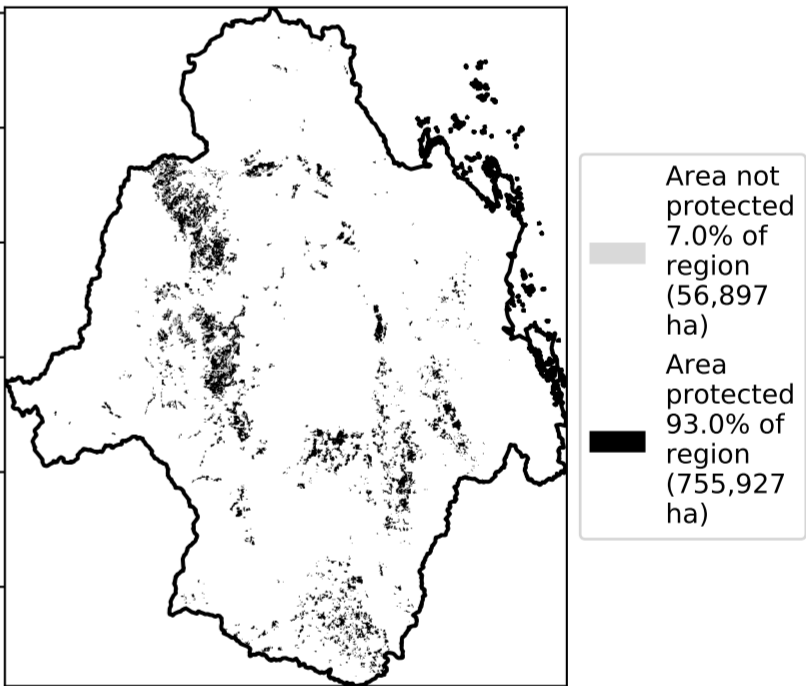 Area not
protected
7.0% of
region
(56,897
ha)
Area
protected
93.0% of
region
(755,927
ha)